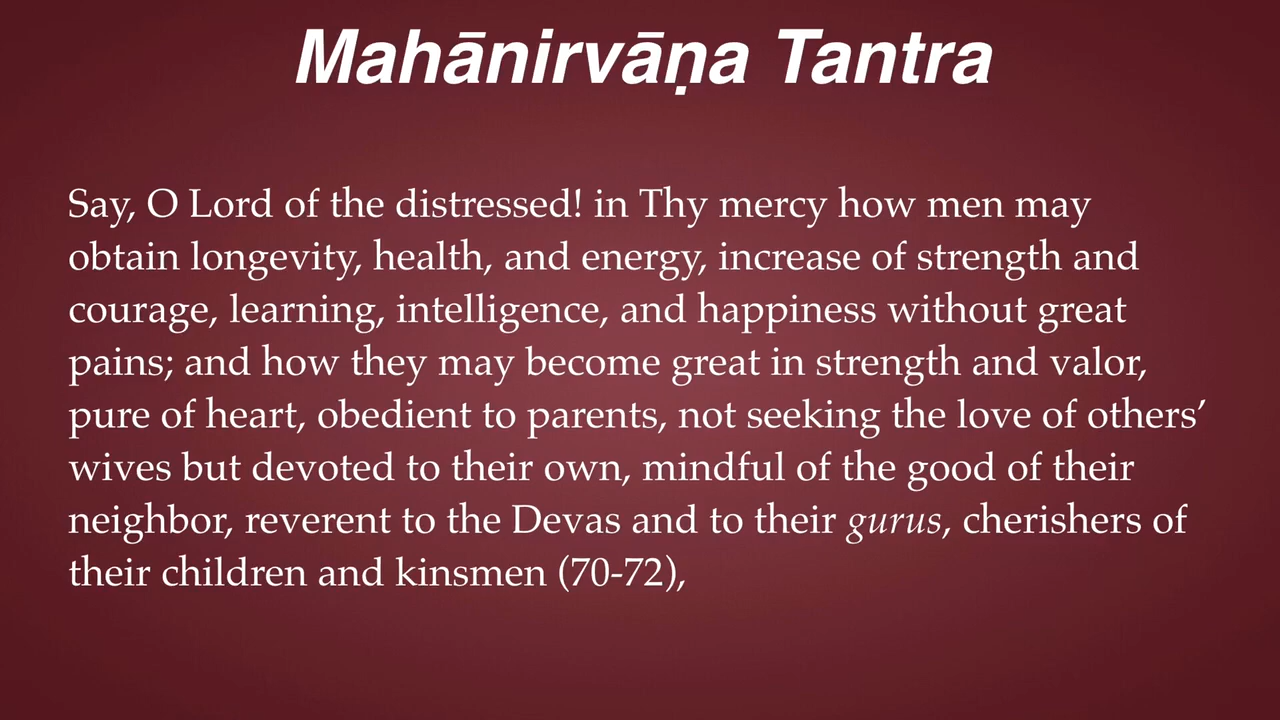 Mahānirvāṇa Tantra
Say, O Lord of the distressed! in Thy mercy how men may
obtain longevity, health, and energy, increase of strength and
courage, learning, intelligence, and happiness without great
pains; and how they may become great in strength and valor,
pure of heart, obedient to parents, not seeking the love of others’
wives but devoted to their own, mindful of the good of their
neighbor, reverent to the Devas and to their gurus, cherishers of
their children and kinsmen (70-72),